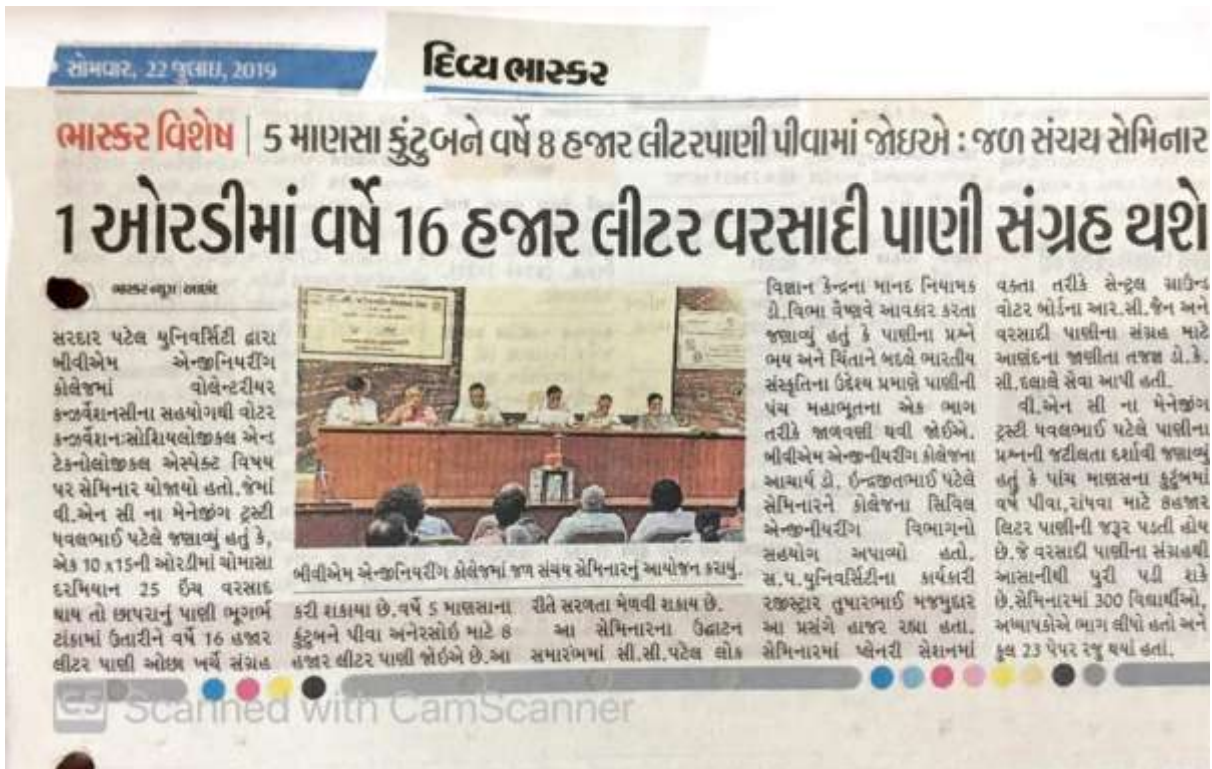 સોમવાર, 22 જુલાઇ, 2019
દિવ્ય ભાસ્કર
ભાસ્કર વિશેષ | 5 માણસા કુંટુબને વર્ષે 8 હજાર લીટરપાણી પીવામાં જોઇએ : જળ સંચય સેમિનાર
1 ઓરડીમાં વર્ષે 16 હજાર લીટર વરસાદી પાણી સંગ્રહ થશે
ભાસ્કર ન્યૂઝ | આણંદ
સરદાર પટેલ યુનિવર્સિટી દ્વારા
બીવીએમ એન્જીનિયરીંગ
કોલેજમાં વોલેન્ટરીયર
કન્ઝર્વેશનસીના સહયોગથી વોટર
કન્ઝર્વેશનઃસોશિયલોજીકલ એન્ડ
ટેકનોલોજીકલ એસ્પેક્ટ વિષય
પર સેમિનાર યોજાયો હતો.જેમાં
વી.એન સી ના મેનેજીંગ ટ્રસ્ટી
ધવલભાઈ પટેલે જણાવ્યું હતું કે,
એક 10 x15ની ઓરડીમાં ચોમાસા
દરમિયાન 25 ઇંચ વરસાદ
થાય તો છાપરાનું પાણી ભૂગર્ભ
ટાંકામાં ઉતારીને વર્ષે 16 હજાર
લીટર પાણી ઓછા ખર્ચે સંગ્રહ
બીવીએમ એન્જીનિયરીંગ કોલેજમાં જળ સંચય સેમિનારનું આયોજન કરાયું.
કરી શકાયા છે. વર્ષે 5 માણસાના
કુંટુબને પીવા અનેરસોઇ માટે 8
હજાર લીટર પાણી જોઈએ છે.આ
રીતે સરળતા મેળવી શકાય છે.
આ સેમિનારના ઉદ્ઘાટન
સમારંભમાં સી.સી.પટેલ લોક
વિજ્ઞાન કેન્દ્રના માનદ નિયામક
ડો.વિભા વૈષ્ણવે આવકાર કરતા
જણાવ્યું હતું કે પાણીના પ્રશ્ને
ભય અને ચિંતાને બદલે ભારતીય
સંસ્કૃતિના ઉદ્દેશ્ય પ્રમાણે પાણીની
પંચ મહાભૂતના એક ભાગ
તરીકે જાળવણી થવી જોઈએ.
બીવીએમ એન્જીનીયરીંગ કોલેજના
આચાર્ય ડો. ઇન્દ્રજીતભાઈ પટેલે
સેમિનારને કોલેજના સિવિલ
એન્જીનીયરીંગ વિભાગનો
સહયોગ અપાવ્યો હતો.
સ.પ.યુનિવર્સિટીના કાર્યકારી
રજીસ્ટ્રાર તુષારભાઈ મજમુદાર
આ પ્રસંગે હાજર રહ્યા હતા.
સેમિનારમાં પ્લેનરી સેશનમાં
વક્તા તરીકે સેન્ટ્રલ ગ્રાઉન્ડ
વોટર બોર્ડના આર.સી.જૈન અને
વરસાદી પાણીના સંગ્રહ માટે
આણંદના જાણીતા તજજ્ઞ ડો.કે.
સી.દલાલે સેવા આપી હતી.
વી.એન સી ના મેનેજીંગ
ટ્રસ્ટી ધવલભાઈ પટેલે પાણીના
પ્રશ્નની જટીલતા દર્શાવી જણાવ્યું
હતું કે પાંચ માણસના કુટુંબમાં
વર્ષે પીવા,રાંધવા માટે 8હજાર
લિટર પાણીની જરૂર પડતી હોય
છે.જે વરસાદી પાણીના સંગ્રહથી
આસાનીથી પુરી પડી શકે
છે.સેમિનારમાં 300 વિદ્યાર્થીઓ,
અધ્યાપકોએ ભાગ લીધો હતો અને
કુલ 23 પેપર રજુ થયાં હતાં.
CS Scanned with CamScanner